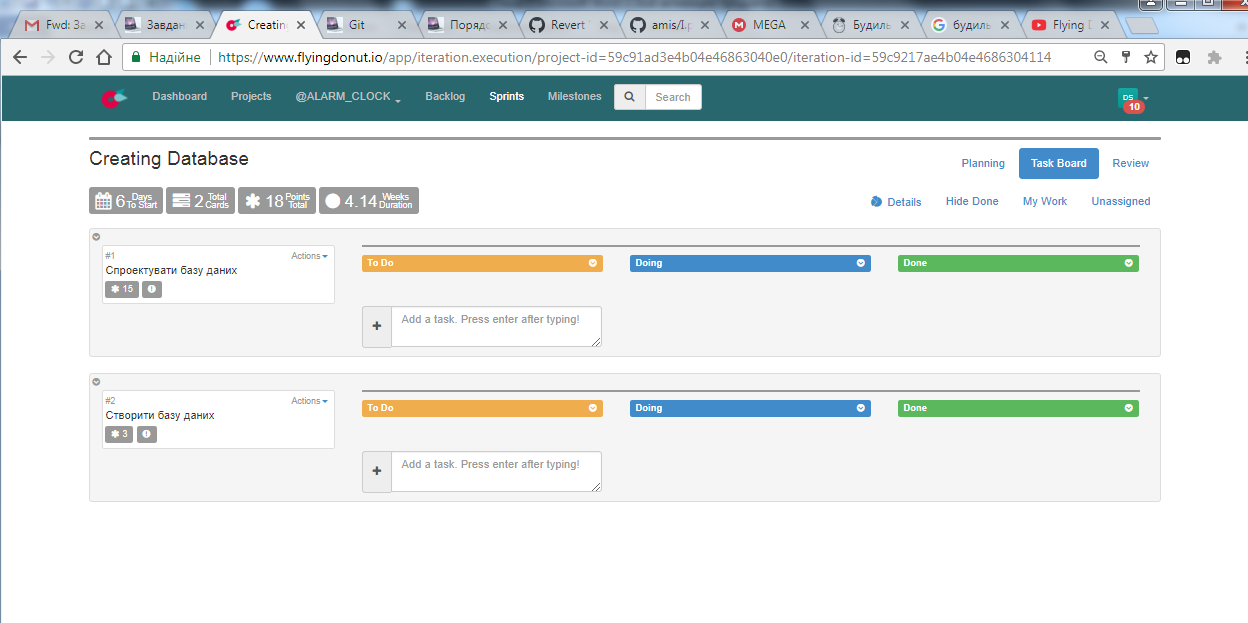 Fwd: За
Завдан
Creating
Git
Порядо
Revert
amis/I.p
MEGA
Будиль
будиль
Flying D
Надійне
https://www.flyingdonut.io/app/iteration.execution/project-id=59c91ad3e4b04e46863040e0/iteration-id=59c9217ae4b04e4686304114
Dashboard Projects @ALARM_CLOCK Backlog Sprints Milestones Search
DS
10
Creating Database
Planning Task Board Review
6 Days To Start
2 Total Cards
18 Points Total
4.14 Weeks Duration
Details Hide Done My Work Unassigned
#1 Actions
Спроектувати базу даних
15
To Do Doing Done
Add a task. Press enter after typing!
#2 Actions
Створити базу даних
3
To Do Doing Done
Add a task. Press enter after typing!